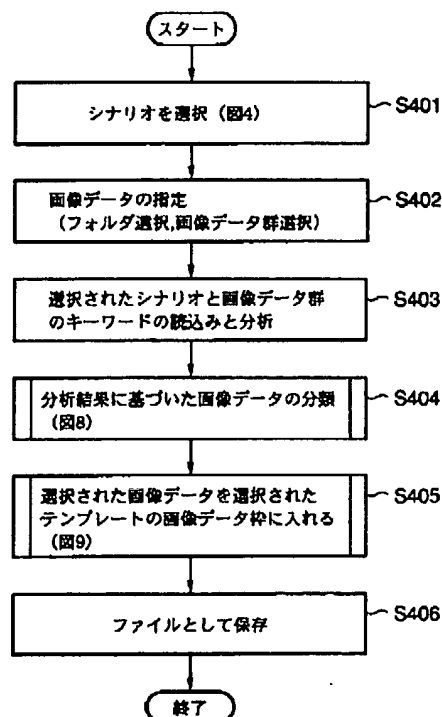 スタート
シナリオを選択（図4）
S401
画像データの指定
（フォルダ選択,画像データ群選択）
S402
選択されたシナリオと画像データ群
のキーワードの読込みと分析
S403
分析結果に基づいた画像データの分類
（図8）
S404
選択された画像データを選択された
テンプレートの画像データ枠に入れる
（図9）
S405
ファイルとして保存
S406
終了